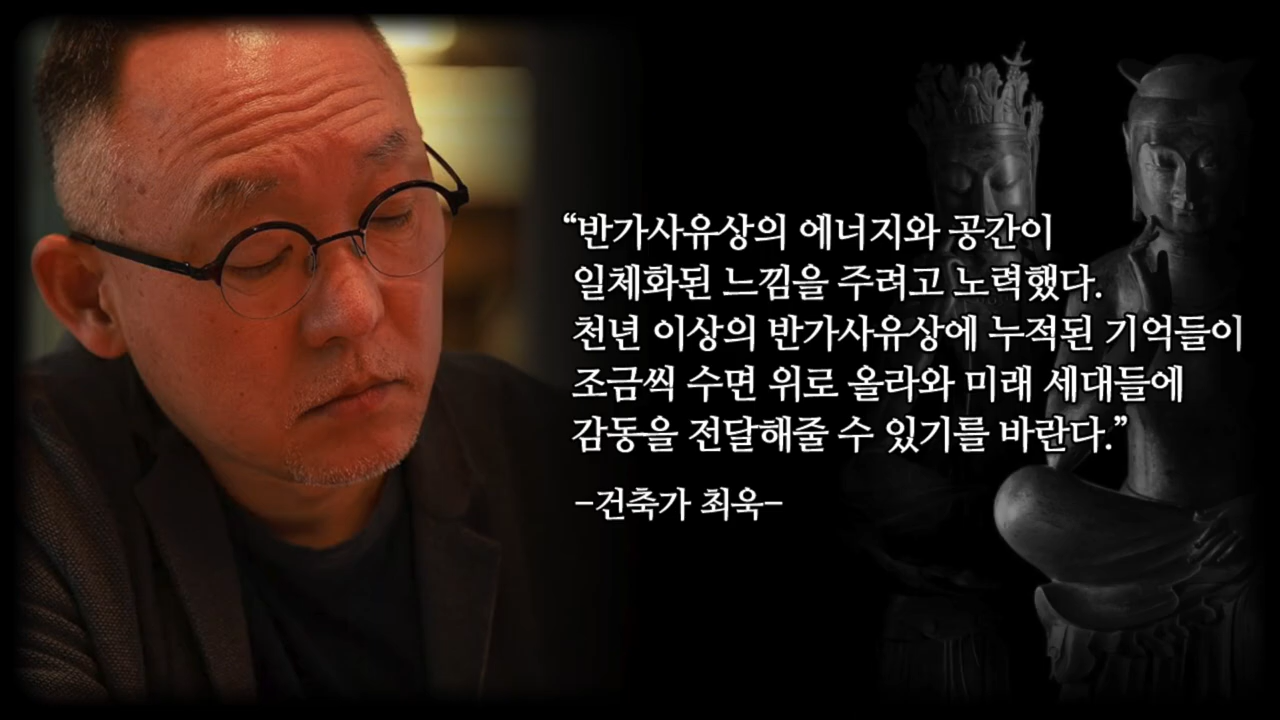 “반가사유상의 에너지와 공간이
일체화된 느낌을 주려고 노력했다.
천년 이상의 반가사유상에 누적된 기억들이
조금씩 수면 위로 올라와 미래 세대들에
감동을 전달해줄 수 있기를 바란다.”
-건축가 최욱-